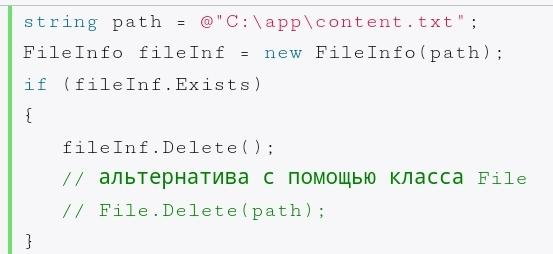 string path = @"C:\app\content.txt";
FileInfo fileInf = new FileInfo(path);
if (fileInf.Exists)
{
fileInf.Delete();
// альтернатива с помощью класса File
// File.Delete(path);
}